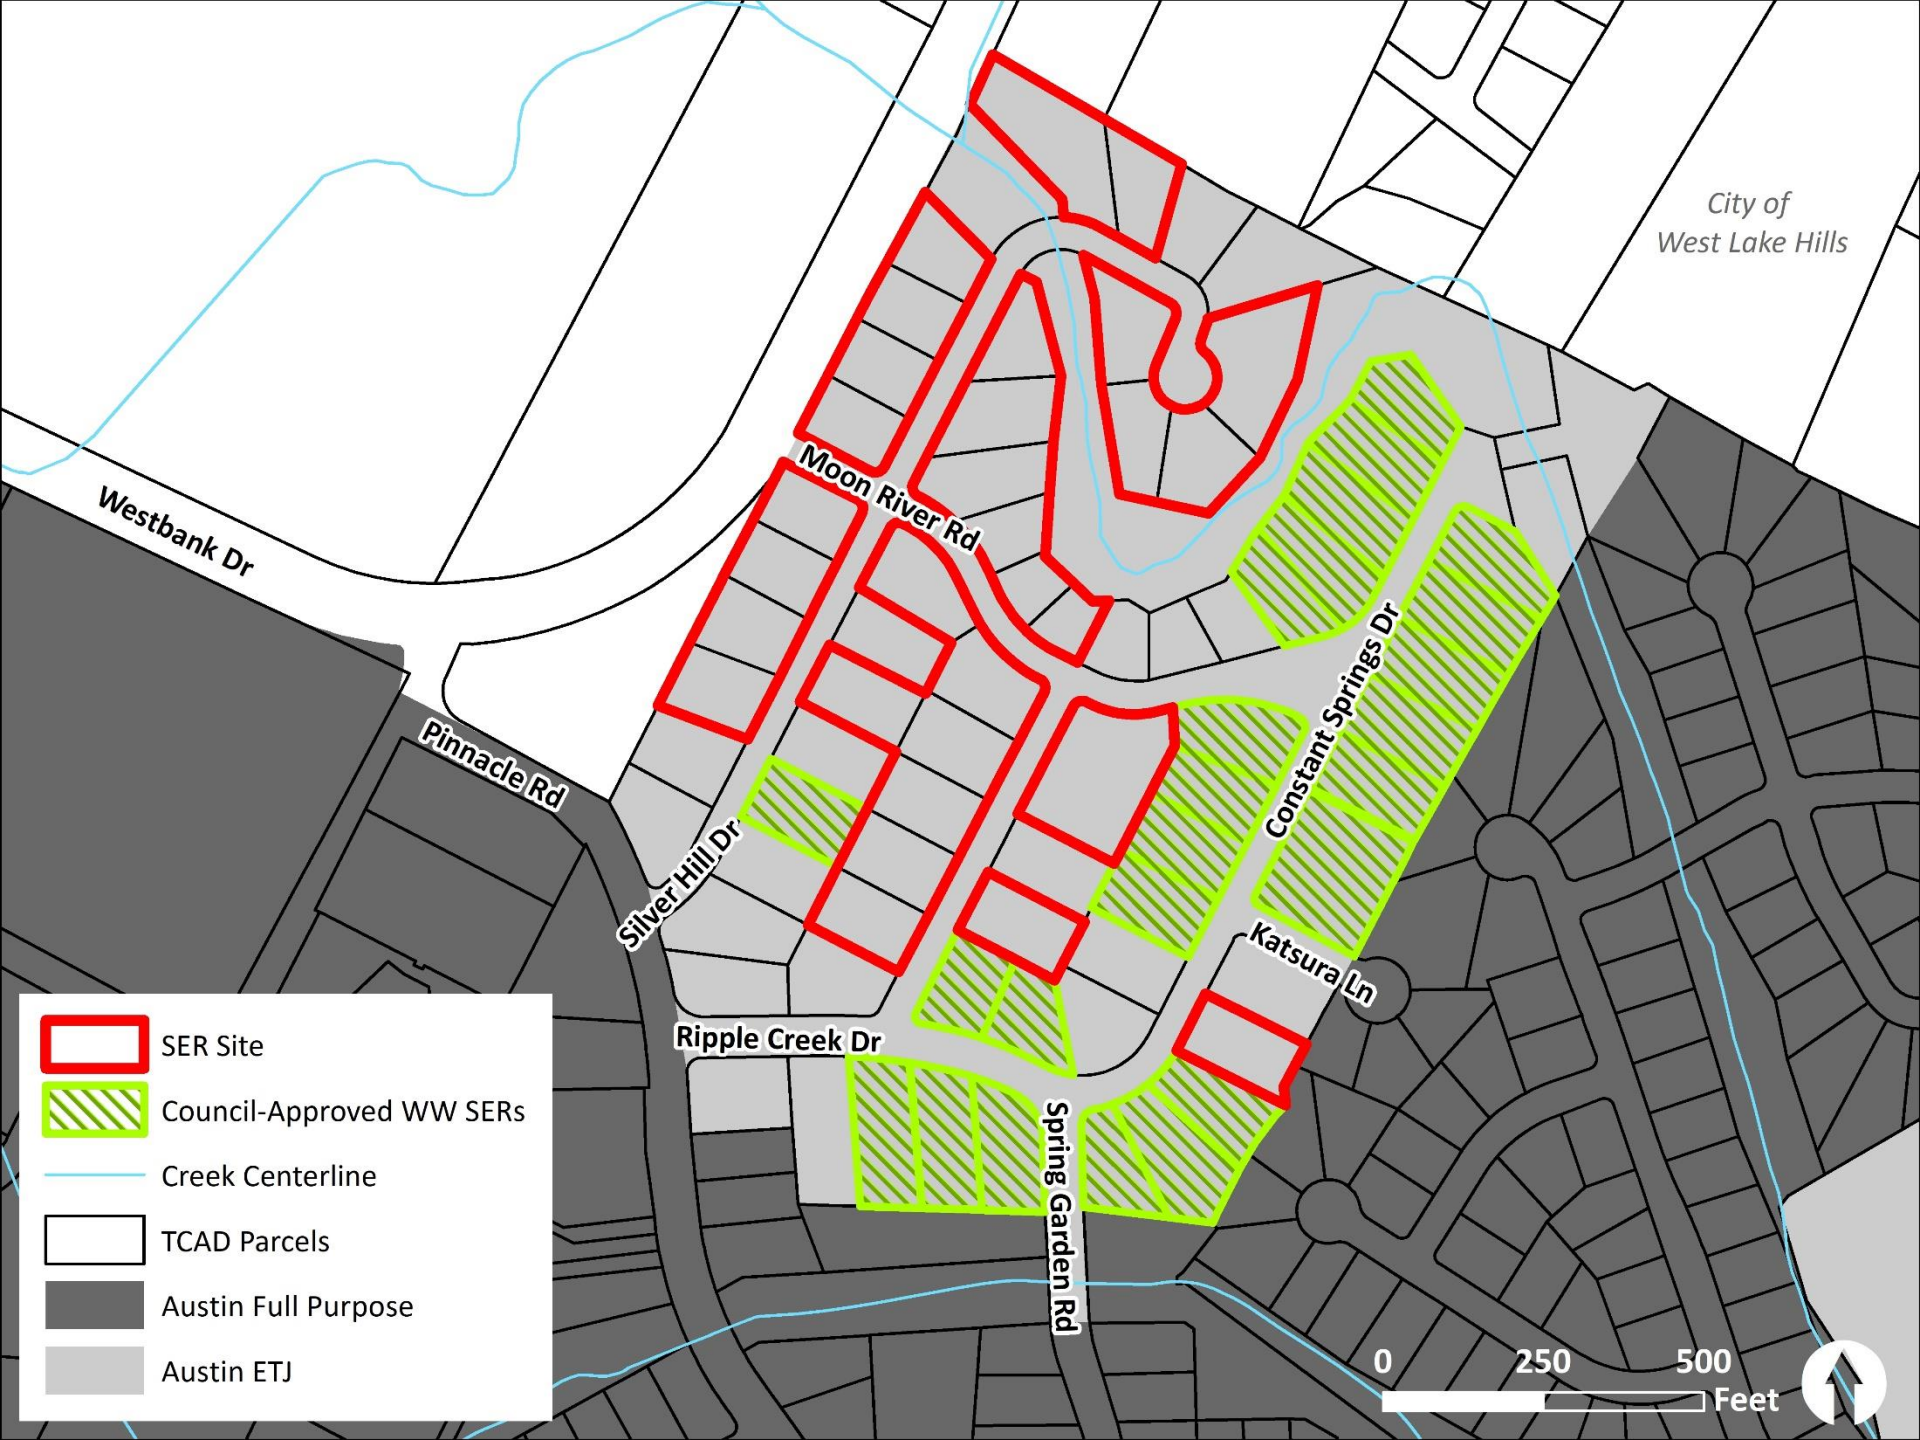 City of
West Lake Hills
Westbank Dr
Moon River Rd
Pinnacle Rd
Constant Springs Dr
Silver Hill Dr
Katsura Ln
Ripple Creek Dr
Spring Garden Rd
SER Site
Council-Approved WW SERs
Creek Centerline
TCAD Parcels
Austin Full Purpose
Austin ETJ
0 250 500
Feet